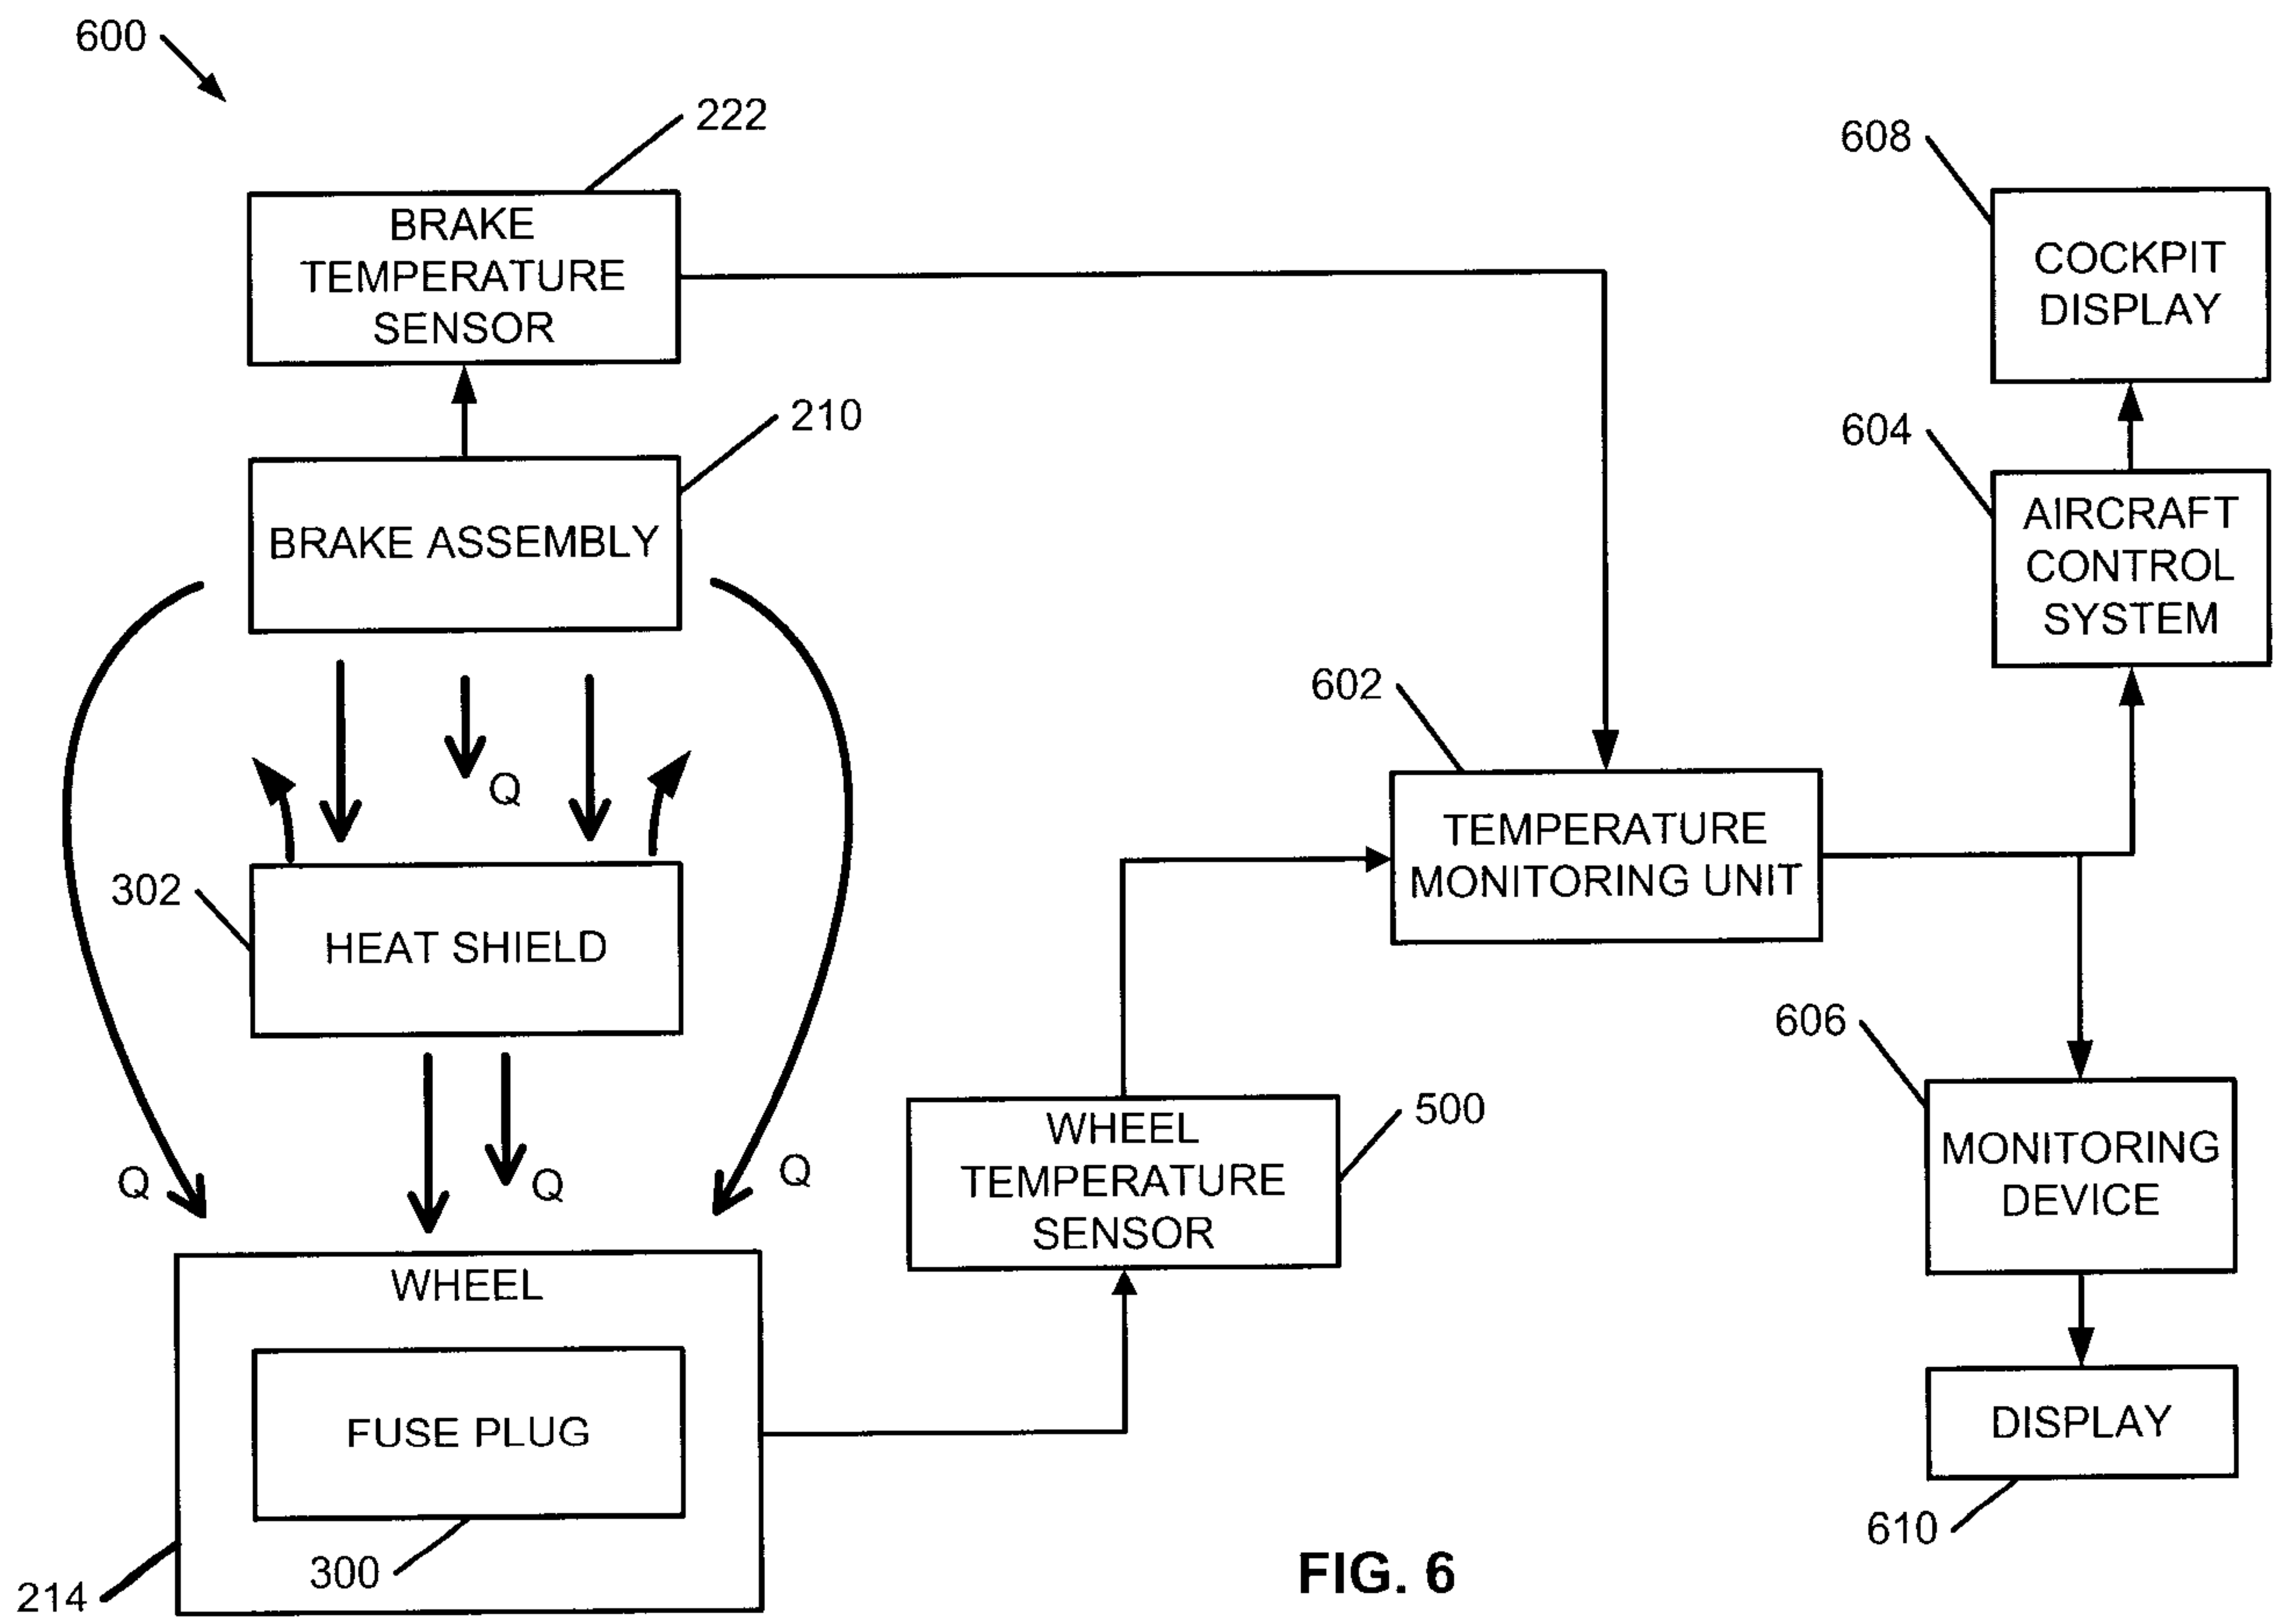 600
222
BRAKE
TEMPERATURE
SENSOR
608
COCKPIT
DISPLAY
210
BRAKE ASSEMBLY
604
AIRCRAFT
CONTROL
SYSTEM
Q
602
TEMPERATURE
MONITORING UNIT
302
HEAT SHIELD
606
MONITORING
DEVICE
500
WHEEL
TEMPERATURE
SENSOR
Q
Q
Q
WHEEL
FUSE PLUG
300
214
DISPLAY
610
FIG. 6